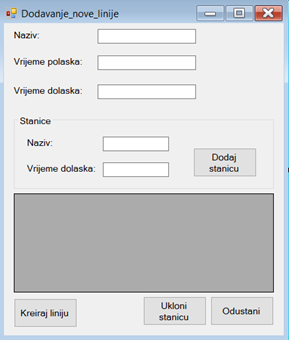 Dodavanje_nove_linije
Naziv:
Vrijeme polaska:
Vrijeme dolaska:
Stanice
Naziv:
Vrijeme dolaska:
Dodaj
stanicu
Kreiraj liniju
Ukloni
stanicu
Odustani